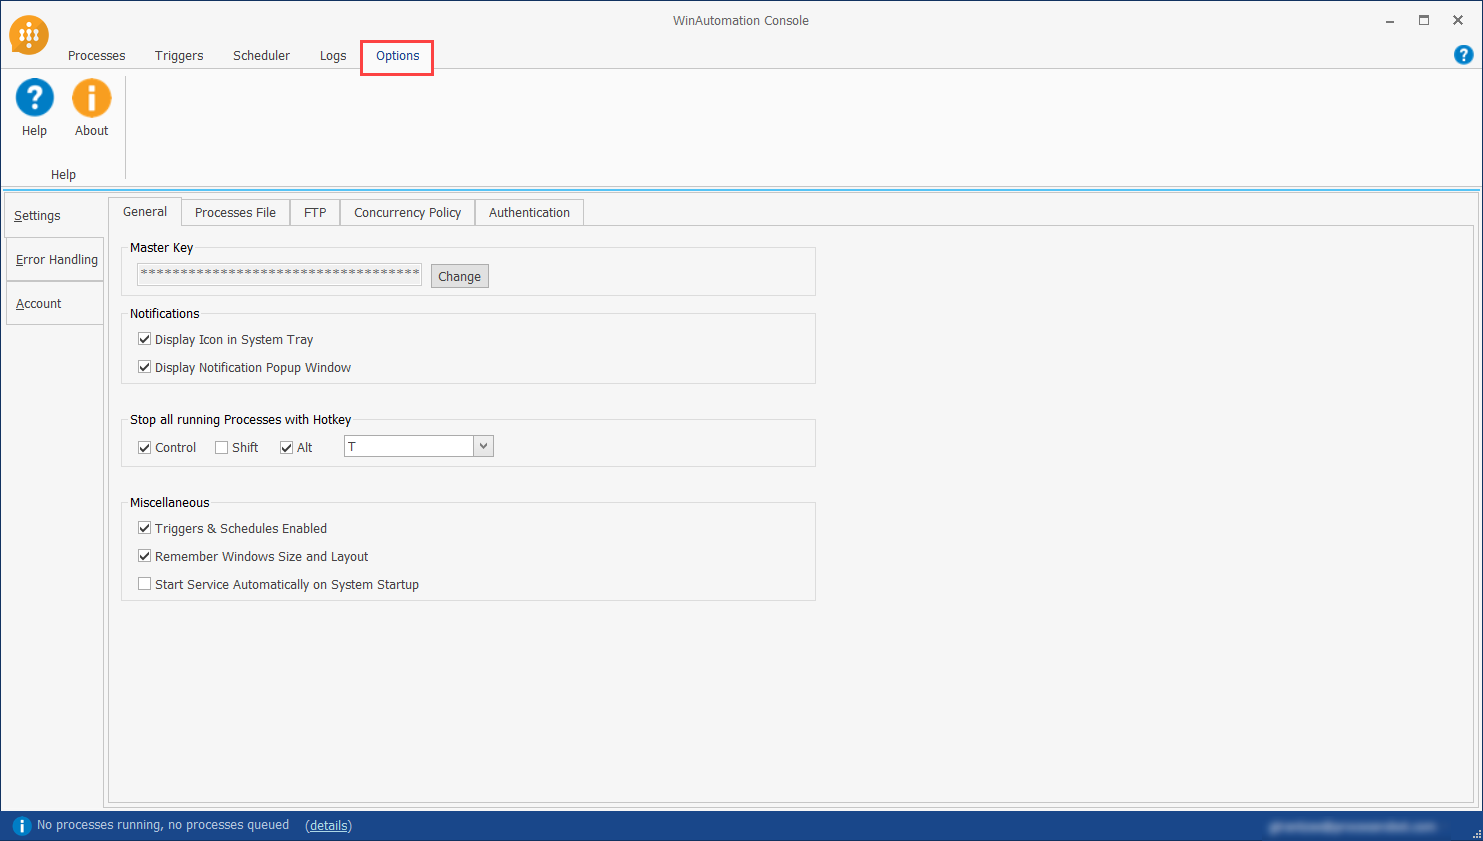 WinAutomation Console
Processes Triggers Scheduler Logs Options
?
? i
Help About
Help
Settings
Error Handling
Account
General Processes File FTP Concurrency Policy Authentication
Master Key
*********************************** Change
Notifications
Display Icon in System Tray
Display Notification Popup Window
Stop all running Processes with Hotkey
Control Shift Alt T
Miscellaneous
Triggers & Schedules Enabled
Remember Windows Size and Layout
Start Service Automatically on System Startup
i No processes running, no processes queued (details)